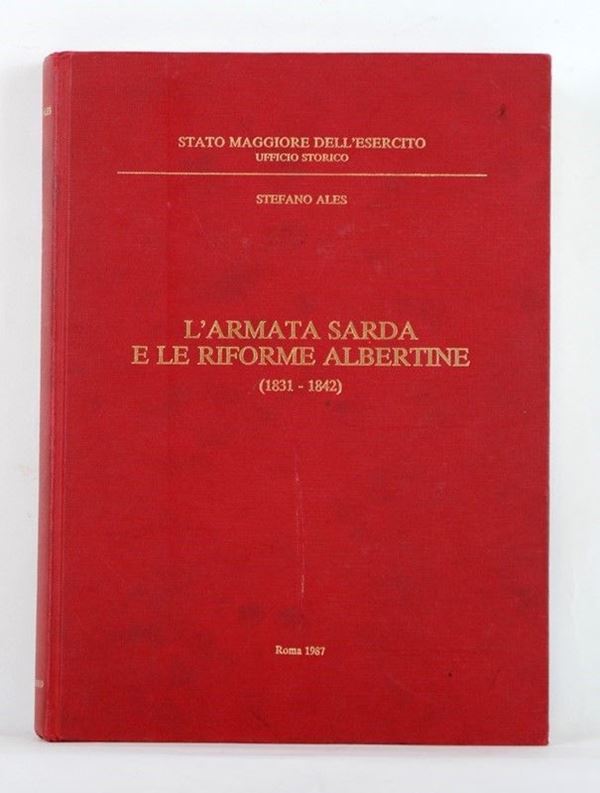 STATO MAGGIORE DELL'ESERCITO
UFFICIO STORICO
STEFANO ALES
L'ARMATA SARDA
E LE RIFORME ALBERTINE
(1831 - 1842)
Roma 1987